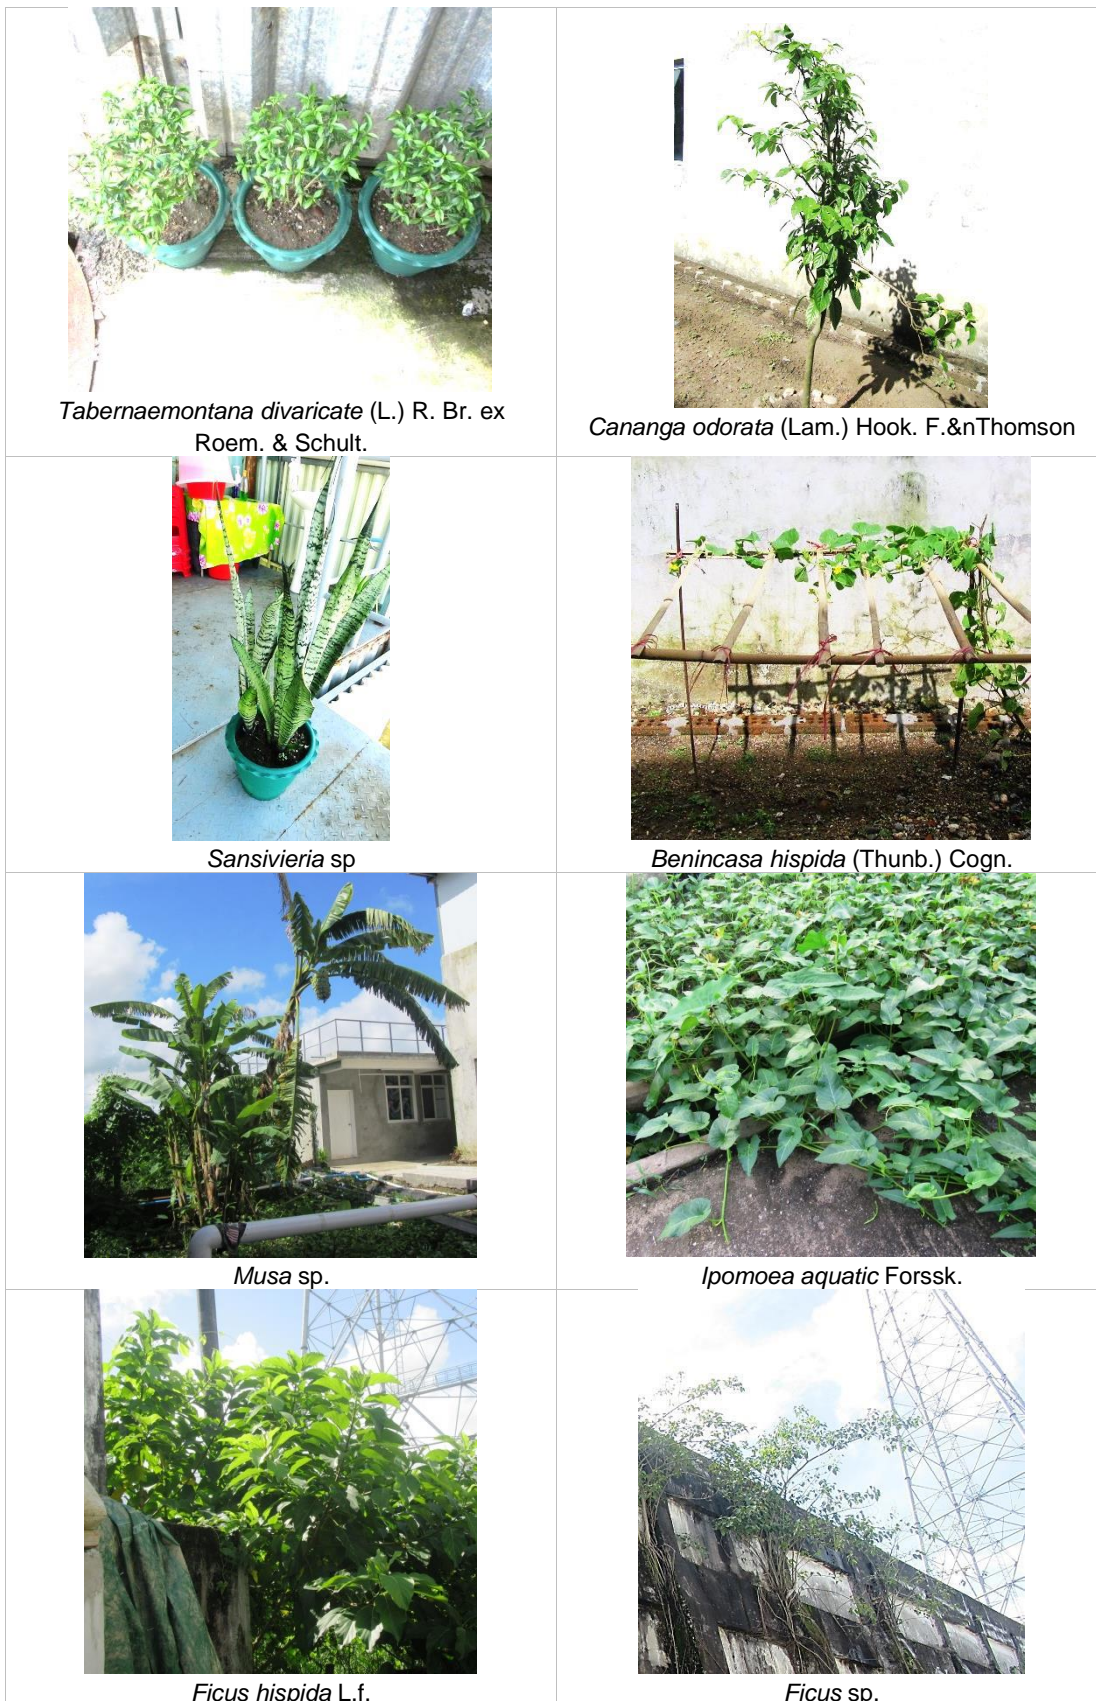 Tabernaemontana divaricate (L.) R. Br. ex
Roem. & Schult.
Cananga odorata (Lam.) Hook. F.&nThomson
Sansivieria sp
Benincasa hispida (Thunb.) Cogn.
Musa sp.
Ipomoea aquatic Forssk.
Ficus hispida L.f.
Ficus sp.